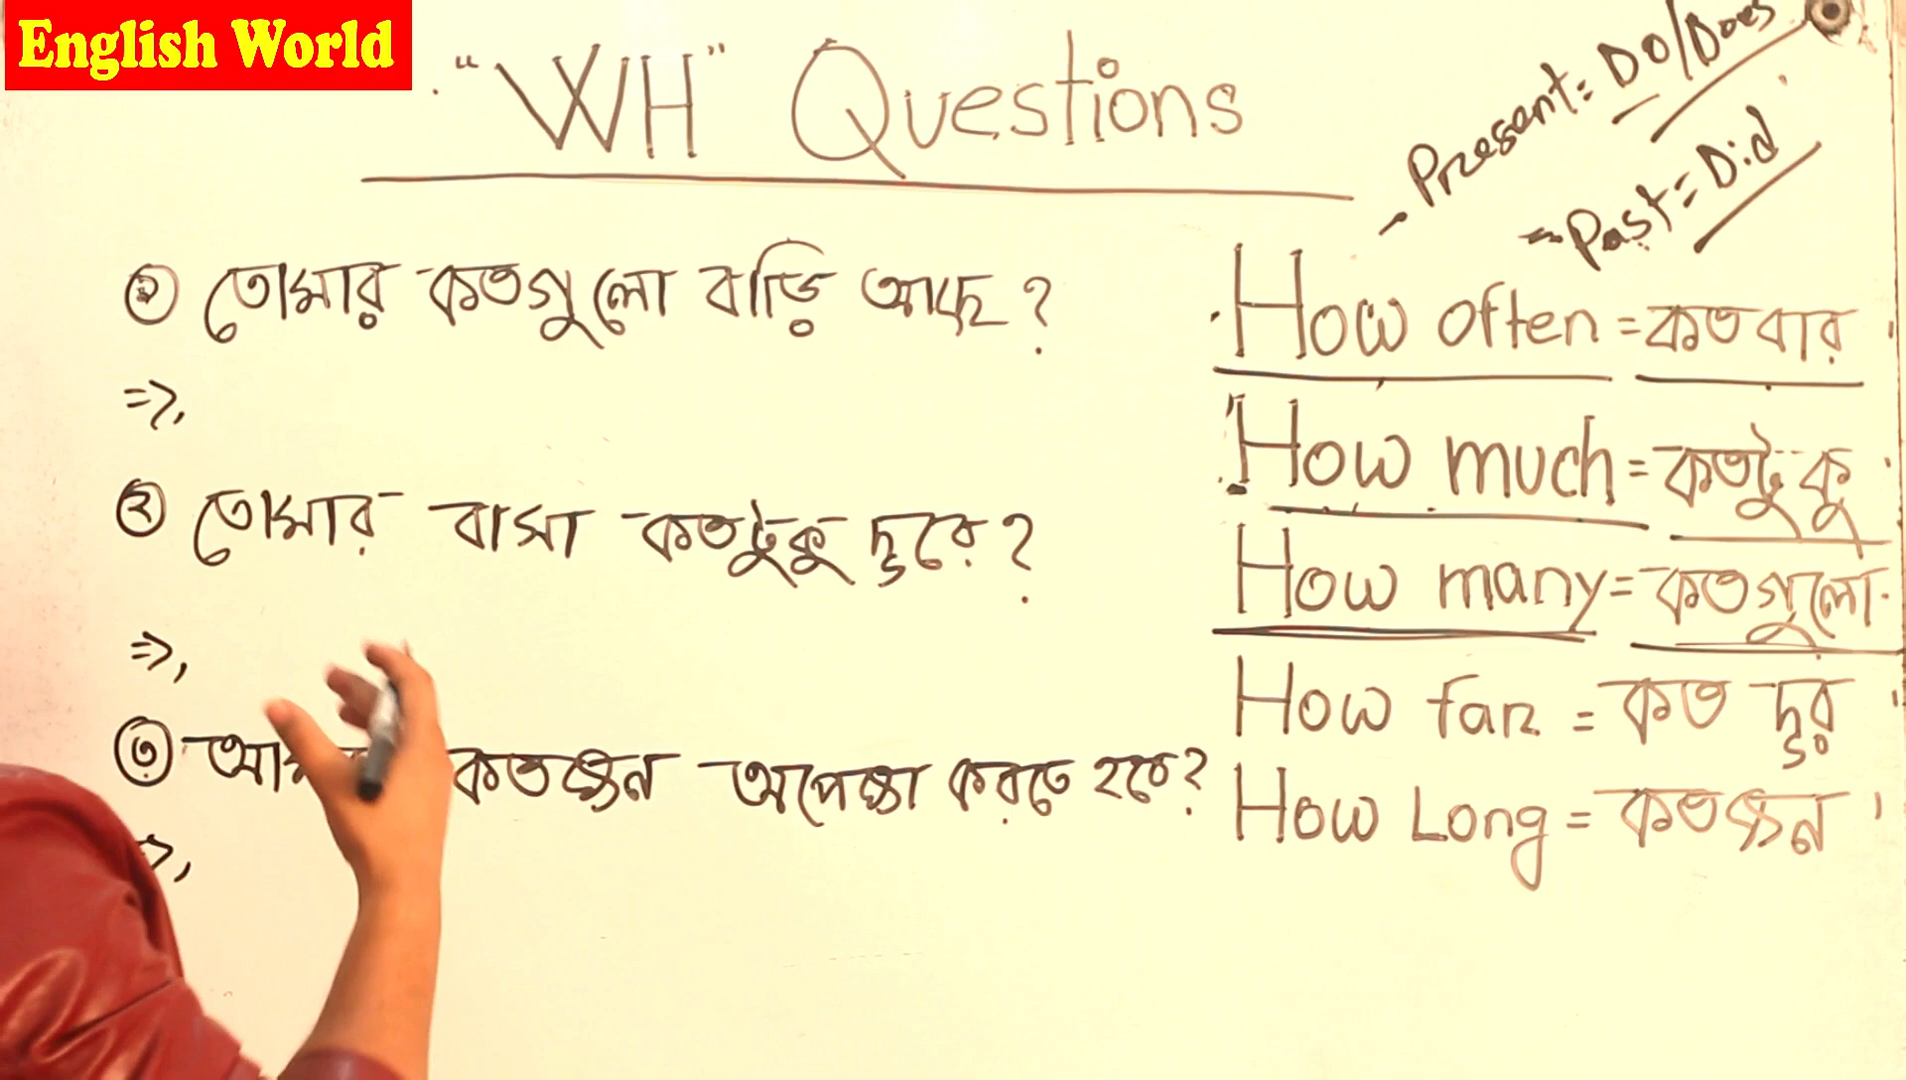 English World
"WH" Questions
- Present = Do/Does
- Past = Did
১ তোমার কতগুলো বাড়ি আছে?
=>,
২ তোমার বাসা কতটুকু দূরে?
=>,
৩ কতক্ষন অপেক্ষা করতে হবে?
=>,
How often = কতবার
How much = কতটুকু
How many = কতগুলো
How far = কত দূর
How Long = কতক্ষন